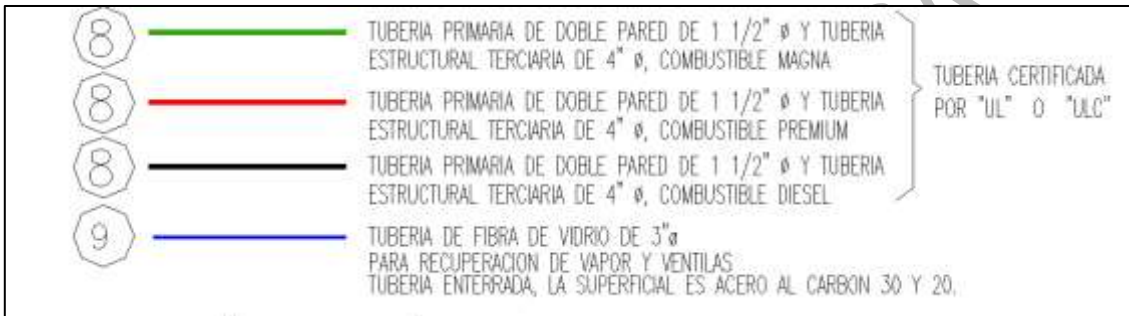 8 TUBERIA PRIMARIA DE DOBLE PARED DE 1 1/2" ø Y TUBERIA
ESTRUCTURAL TERCIARIA DE 4" ø, COMBUSTIBLE MAGNA
8 TUBERIA PRIMARIA DE DOBLE PARED DE 1 1/2" ø Y TUBERIA
ESTRUCTURAL TERCIARIA DE 4" ø, COMBUSTIBLE PREMIUM
8 TUBERIA PRIMARIA DE DOBLE PARED DE 1 1/2" ø Y TUBERIA
ESTRUCTURAL TERCIARIA DE 4" ø, COMBUSTIBLE DIESEL
TUBERIA CERTIFICADA
POR "UL" O "ULC"
9 TUBERIA DE FIBRA DE VIDRIO DE 3"ø
PARA RECUPERACION DE VAPOR Y VENTILAS
TUBERIA ENTERRADA, LA SUPERFICIAL ES ACERO AL CARBON 30 Y 20.